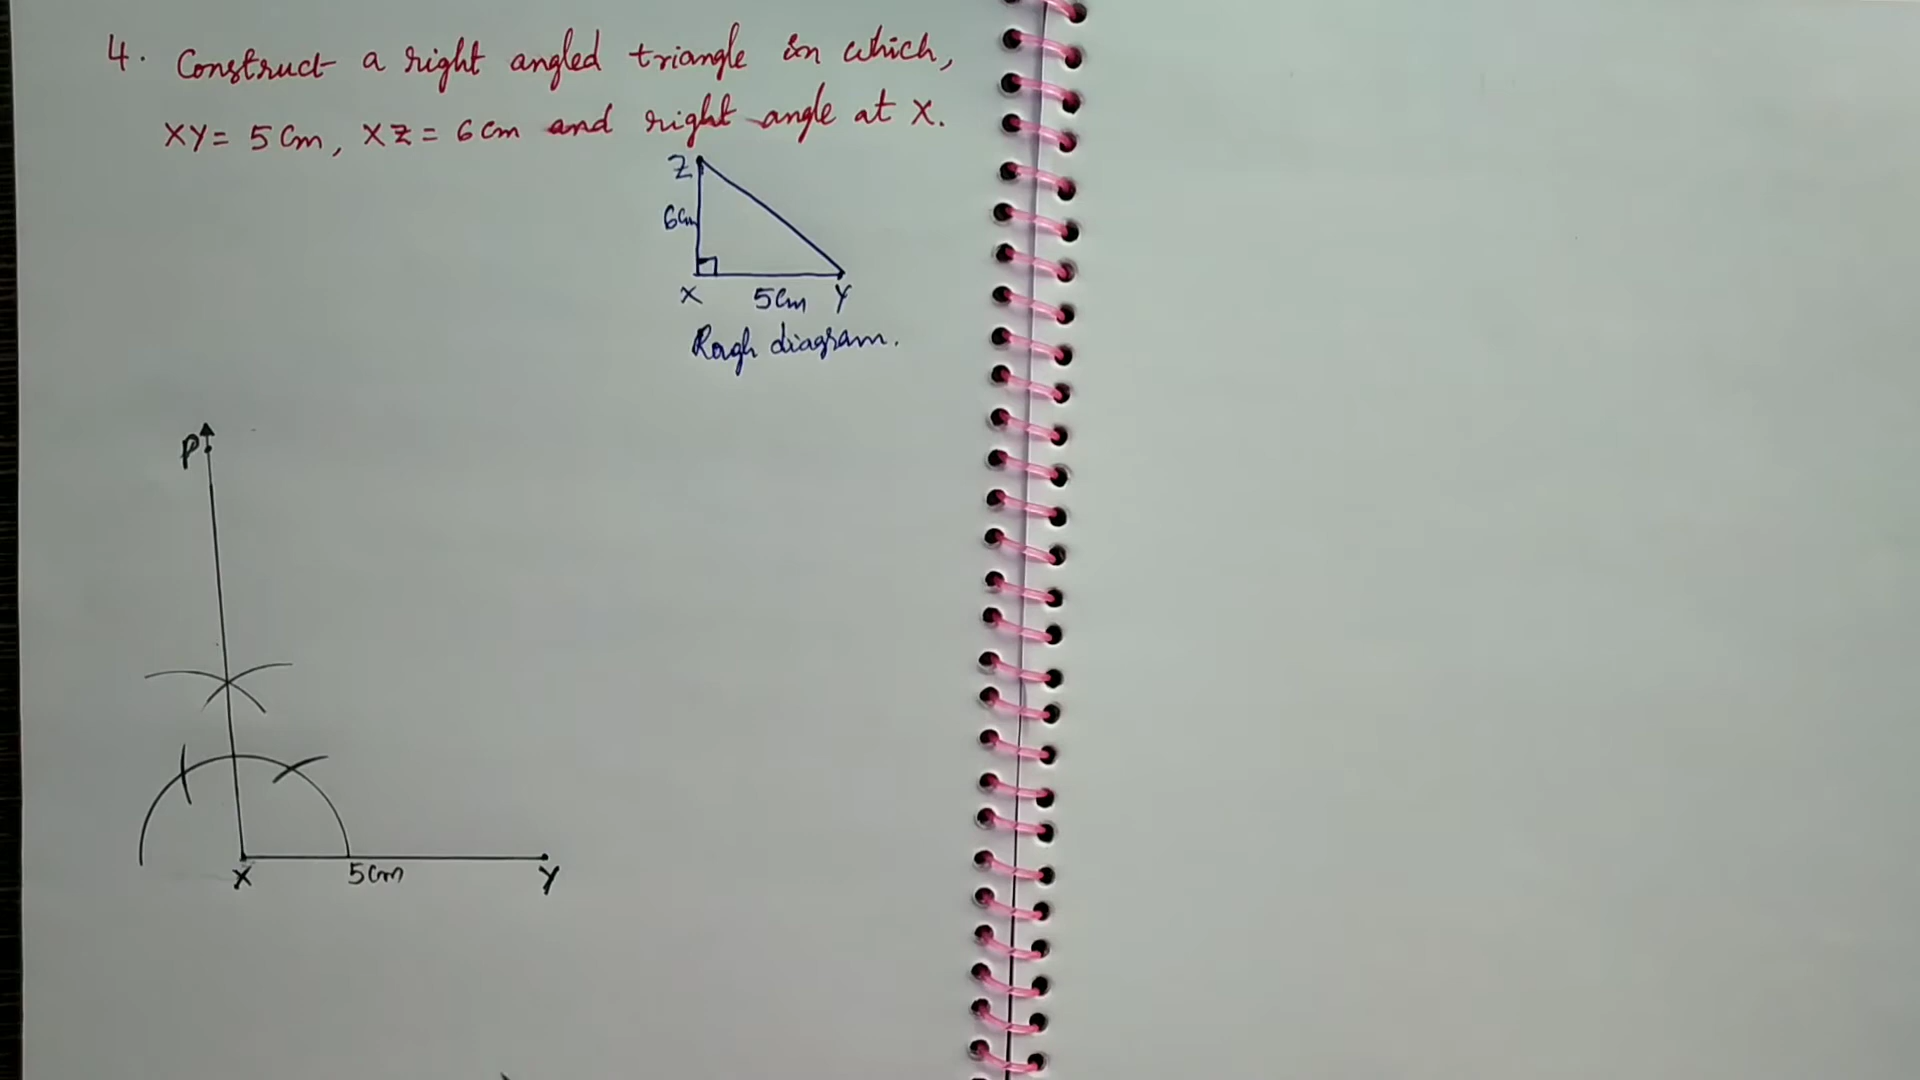 4. Construct a right angled triangle in which,
XY = 5 Cm, XZ = 6 Cm and right angle at X.
Z
6Cm
X 5Cm Y
Rogh diagram.
P
X 5Cm Y